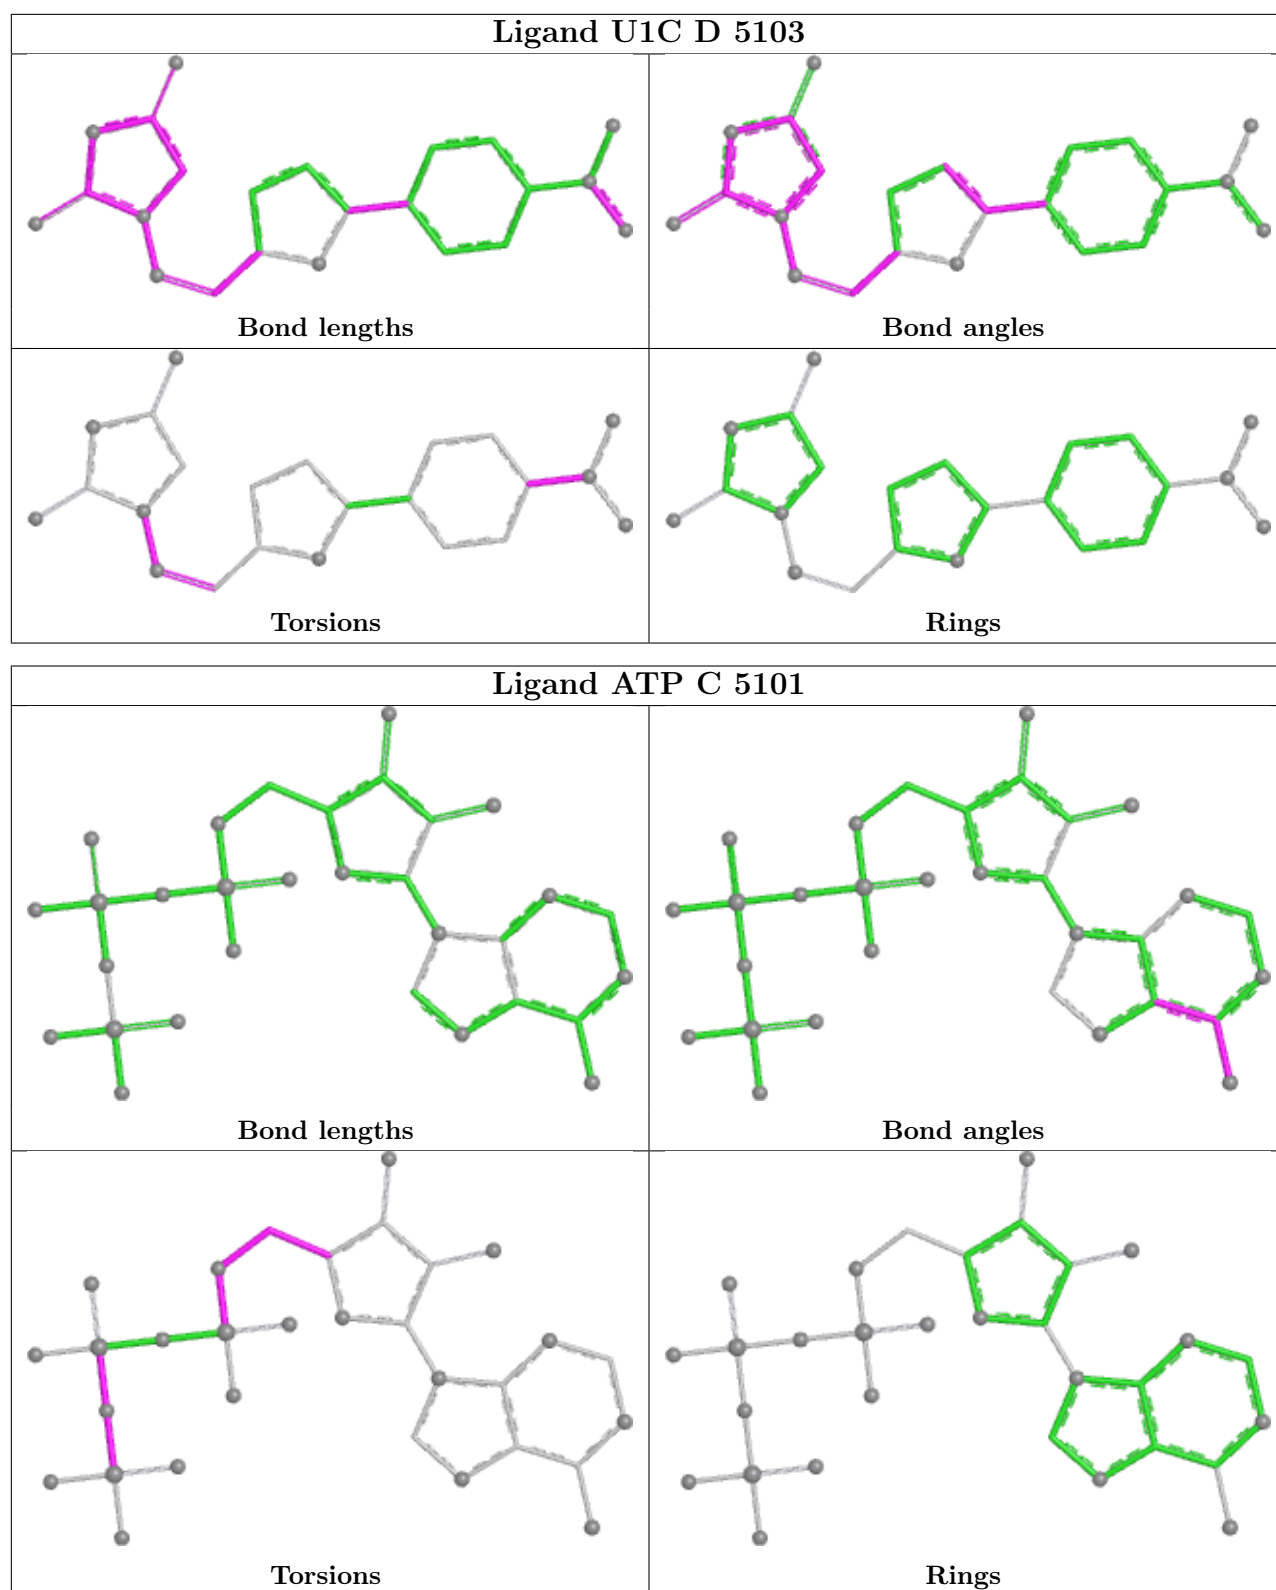 Ligand U1C D 5103
Bond lengths
Bond angles
Torsions
Rings
Ligand ATP C 5101
Bond lengths
Bond angles
Torsions
Rings